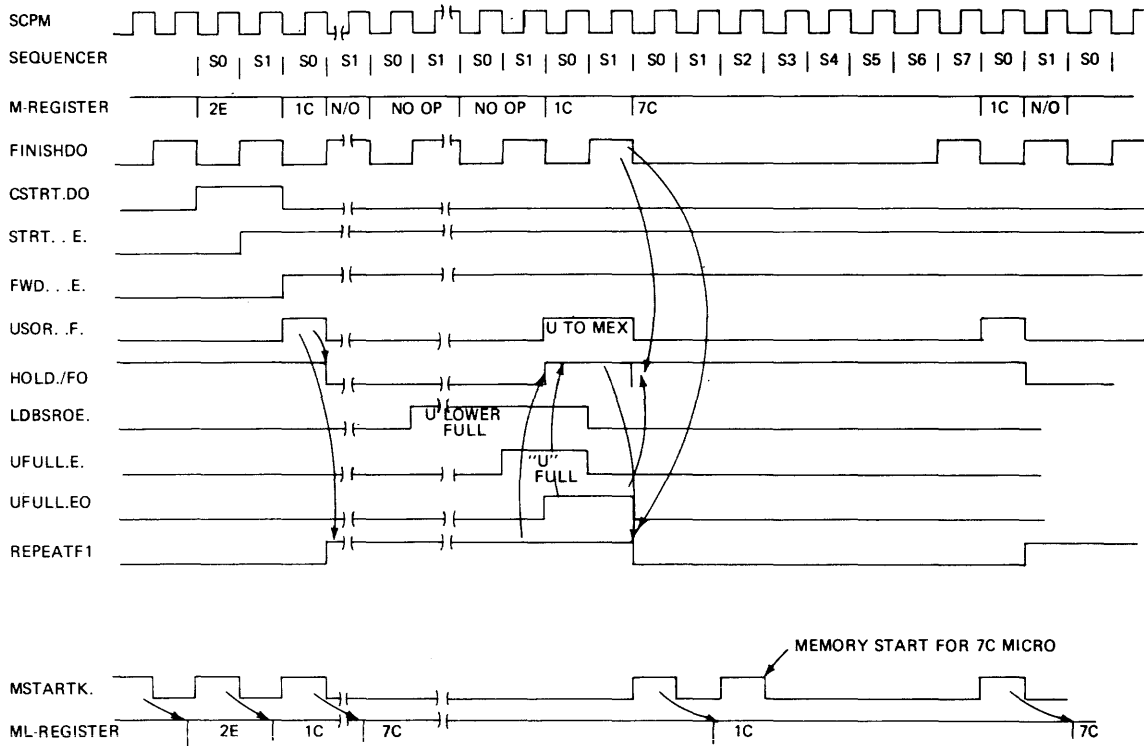 SCPM
SEQUENCER | S0 | S1 | S0 | S1 | S0 | S1 | S0 | S1 | S0 | S1 | S0 | S1 | S2 | S3 | S4 | S5 | S6 | S7 | S0 | S1 | S0 |
M-REGISTER | 2E | 1C | N/O | NO OP | NO OP | 1C | 7C | 1C | N/O |
FINISHDO
CSTRT.DO
STRT. . E.
FWD. . .E.
USOR. .F. U TO MEX
HOLD./FO
LDBSROE. U LOWER
FULL
UFULL.E. "U"
FULL
UFULL.EO
REPEATF1
MEMORY START FOR 7C MICRO
MSTARTK.
ML-REGISTER | 2E | 1C | 7C | 1C | 7C